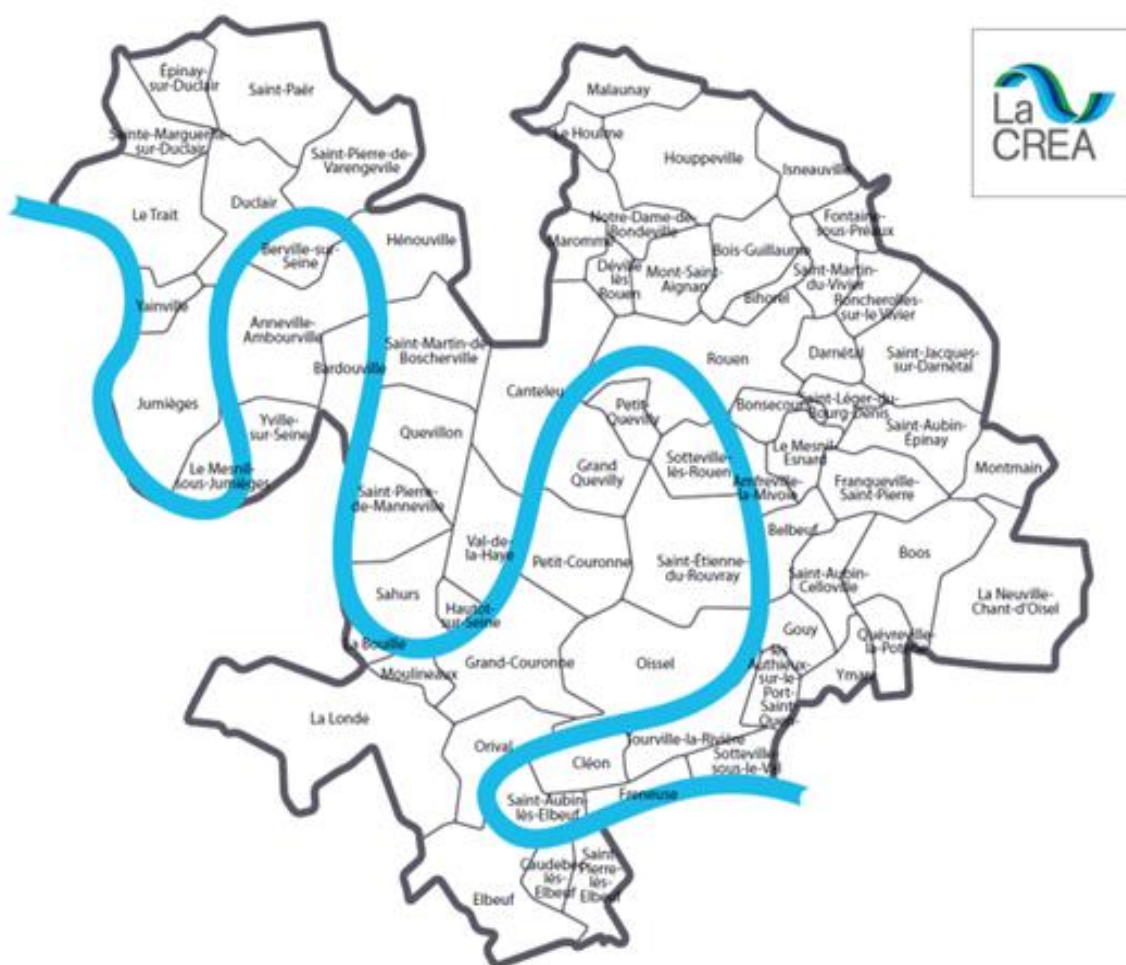 La
CREA
Épinay-
sur-Duclair
Saint-Paër
Sainte-Marguerite-
sur-Duclair
Saint-Pierre-de-
Varengeville
Le Trait
Duclair
Berville-sur-
Seine
Hénouville
Yainville
Anneville-
Ambourville
Bardouville
Saint-Martin de
Boscherville
Jumièges
Yville-
sur-Seine
Le Mesnil-
sous-Jumièges
Quevillon
Saint-Pierre-
de-Manneville
Sahurs
Val-de-
la-Haye
Hautot-
sur-Seine
La Bouille
Moulineaux
La Londe
Malaunay
Le Houlme
Houppeville
Isneauville
Notre-Dame-de-
Bondeville
Maromme
Fontaine-
sous-Préaux
Bois-Guillaume
Déville
lès
Rouen
Mont-Saint-
Aignan
Saint-Martin-
du-Vivier
Bihorel
Roncherolles-
sur-le Vivier
Canteleu
Rouen
Darnétal
Saint-Jacques-
sur-Darnétal
Petit-
Quevilly
Bonsecours
Saint-Léger-du-
Bourg-Denis
Saint-Aubin-
Épinay
Grand
Quevilly
Sotteville-
lès-Rouen
Le Mesnil-
Esnard
Amfreville-
la-Mivoie
Franqueville-
Saint-Pierre
Montmain
Belbeuf
Petit-Couronne
Saint-Étienne-
du-Rouvray
Saint-Aubin-
Celloville
Boos
La Neuville-
Chant-d'Oisel
Gouy
Quévreville-
la-Poterie
Grand-Couronne
Oissel
les
Authieux-
sur-le
Port-
Saint-
Ouen
Ymare
Orival
Cléon
Tourville-la-Rivière
Sotteville-
sous-le-Val
Saint-Aubin-
lès-Elbeuf
Freneuse
Elbeuf
Caudebec-
lès-
Elbeuf
Saint-
Pierre-
lès-
Elbeuf